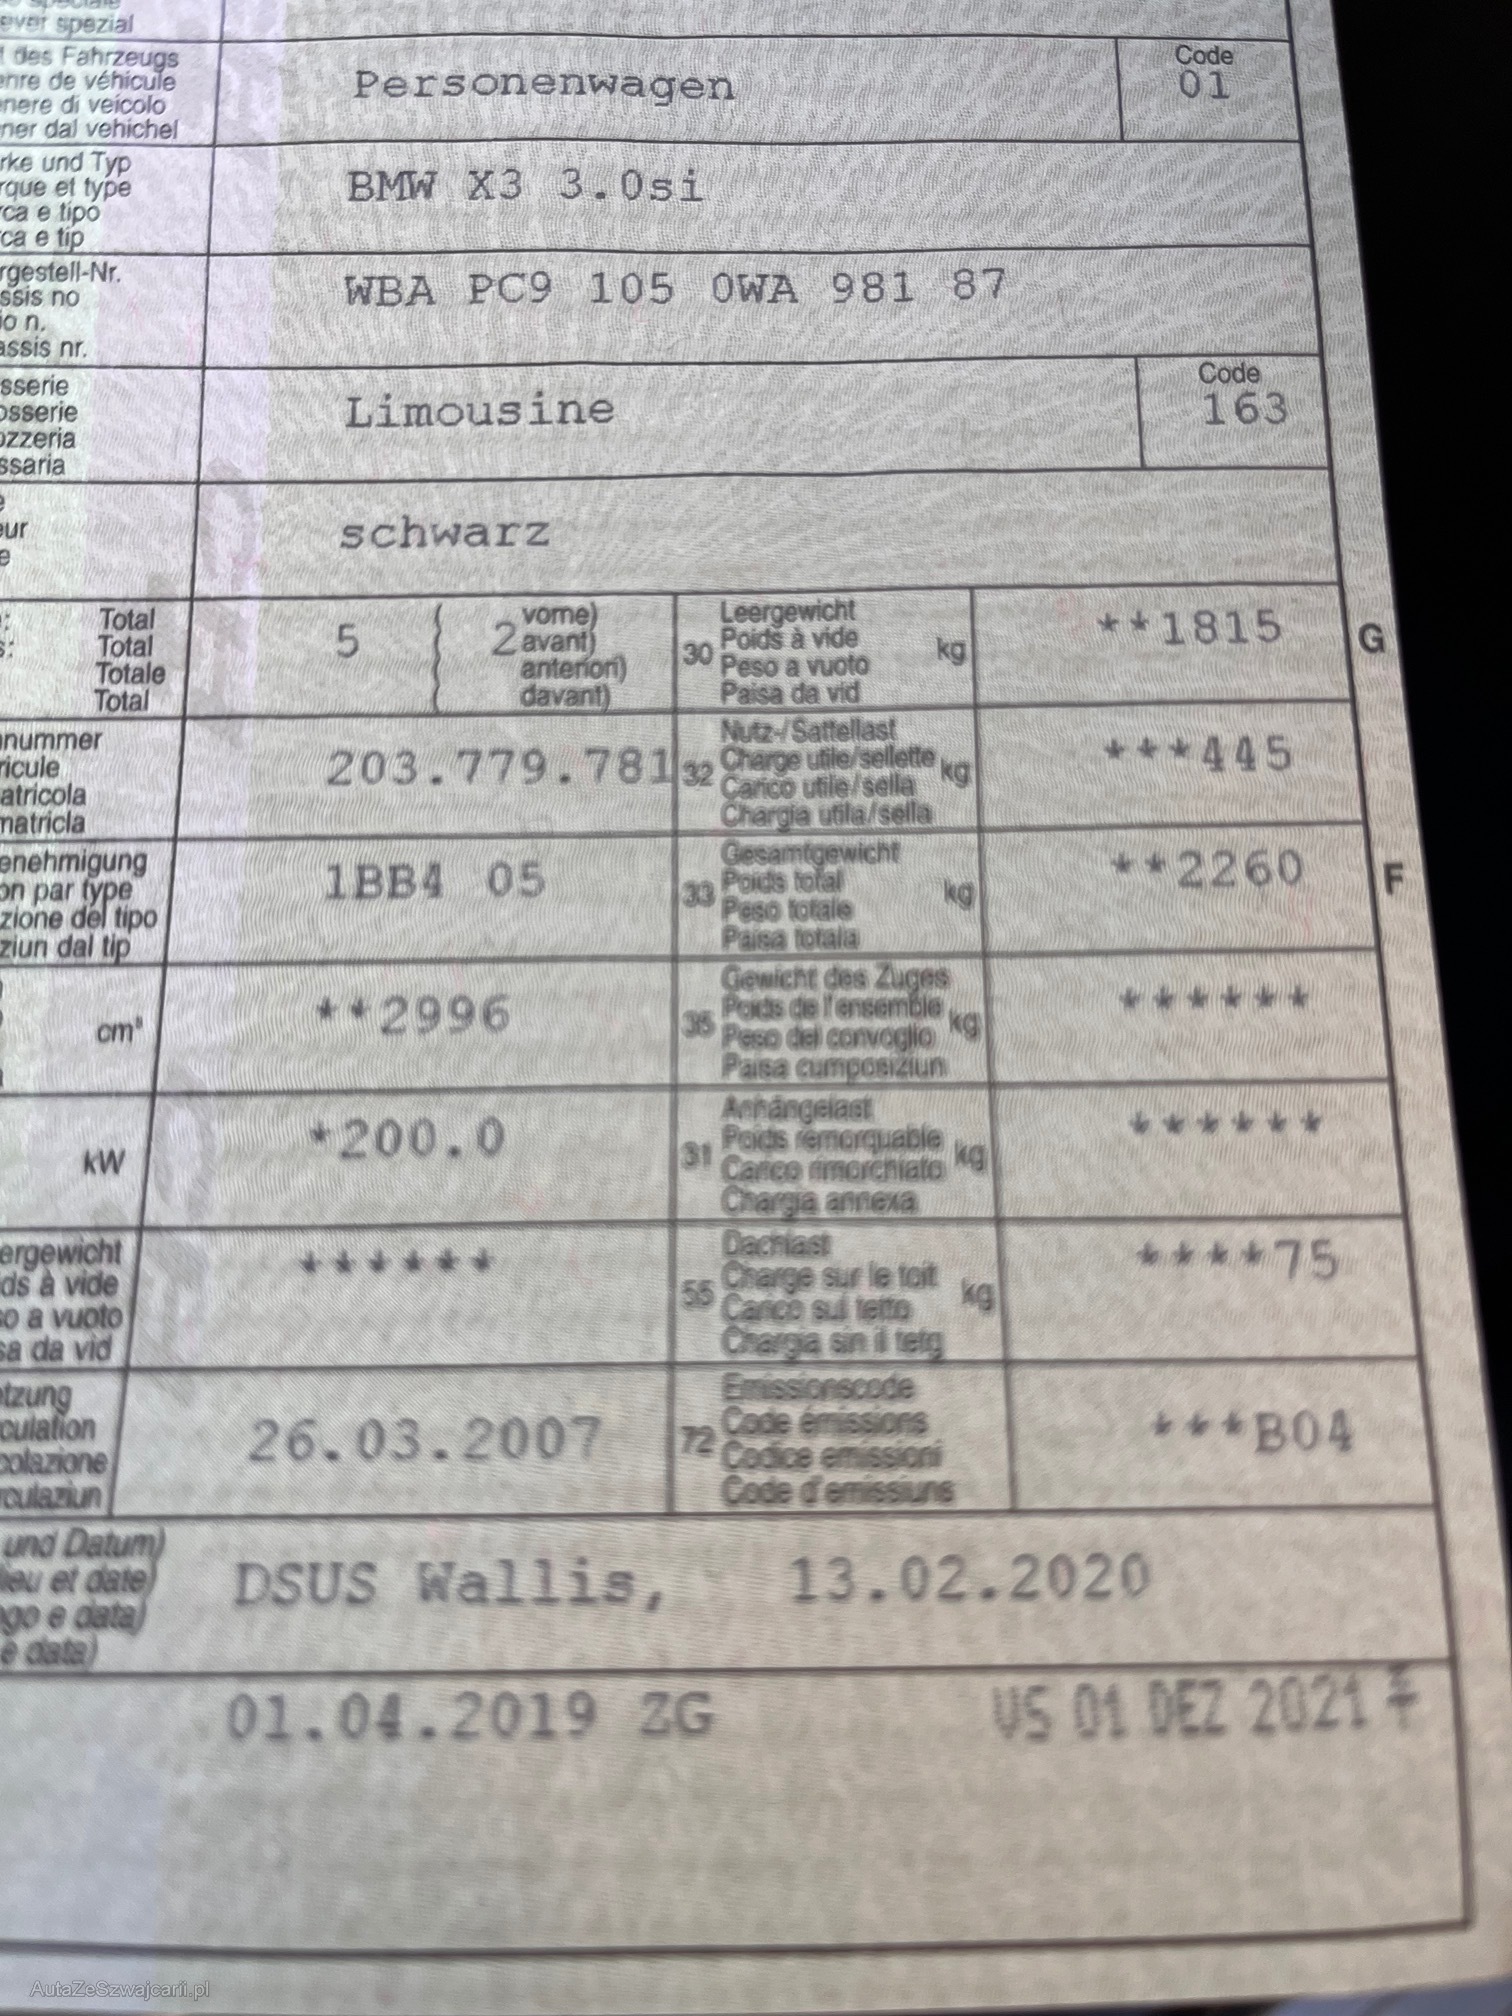 ever spezial
des Fahrzeugs
enre de véhicule
nere di veicolo
ner dal vehichel
Personenwagen
Code
01
rke und Typ
rque et type
rca e tipo
ca e tip
BMW X3 3.0si
rgestell-Nr.
ssis no
io n.
assis nr.
WBA PC9 105 0WA 981 87
sserie
osserie
ozzeria
ssaria
Limousine
Code
163
e
eur
e
schwarz
Total
Total
Totale
Total
5
2
vorne)
avant)
anteriori)
davant)
30
Leergewicht
Poids à vide
Peso a vuoto
Paisa da vid
kg
**1815
G
nummer
ricule
atricola
matricla
203.779.781
32
Nutz-/Sattellast
Charge utile/sellette
Carico utile/sella
Chargia utila/sella
kg
***445
enehmigung
on par type
zione del tipo
ziun dal tip
1BB4 05
33
Gesamtgewicht
Poids total
Peso totale
Paisa totala
kg
**2260
F
cm³
**2996
35
Gewicht des Zuges
Poids de l'ensemble
Peso del convoglio
Paisa cumposiziun
kg
******
kW
*200.0
31
Anhängelast
Poids remorquable
Carico rimorchiato
Chargia annexa
kg
******
ergewicht
ds à vide
so a vuoto
sa da vid
******
55
Dachlast
Charge sur le toit
Carico sul tetto
Chargia sin il tetg
kg
****75
tzung
culation
colazione
rculaziun
26.03.2007
72
Emissionscode
Code émissions
Codice emissioni
Code d'emissiuns
***B04
und Datum)
lieu et date)
ogo e data)
e data)
DSUS Wallis, 13.02.2020
01.04.2019 ZG
VS 01 DEZ 2021
AutaZeSzwajcarii.pl